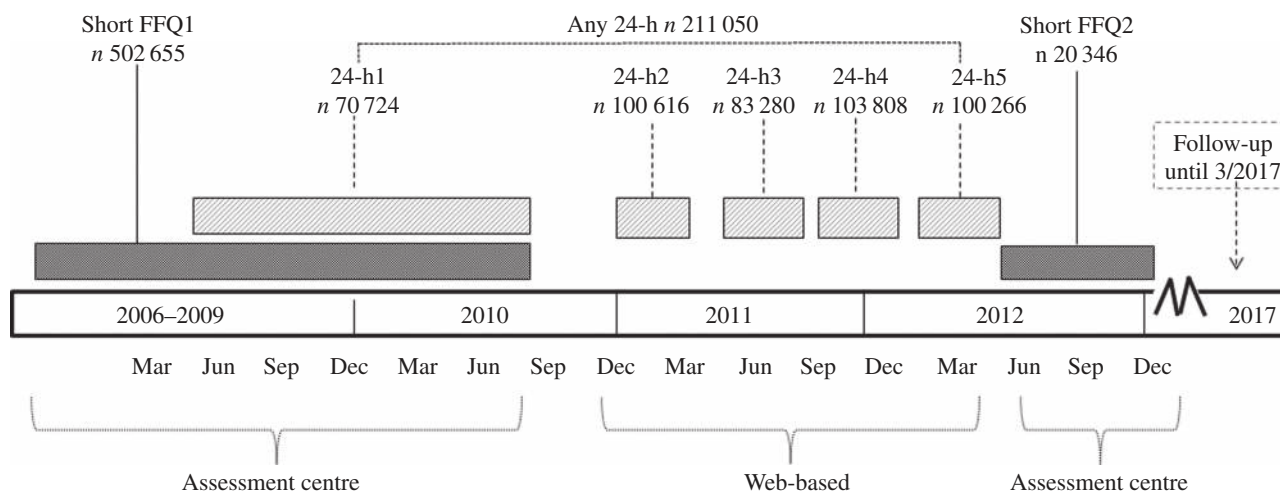 Short FFQ1
n 502 655
Any 24-h n 211 050
Short FFQ2
n 20 346
24-h1
n 70 724
24-h2
n 100 616
24-h3
n 83 280
24-h4
n 103 808
24-h5
n 100 266
Follow-up
until 3/2017
2006–2009 2010 2011 2012 2017
Mar Jun Sep Dec Mar Jun Sep Dec Mar Jun Sep Dec Mar Jun Sep Dec
Assessment centre Web-based Assessment centre